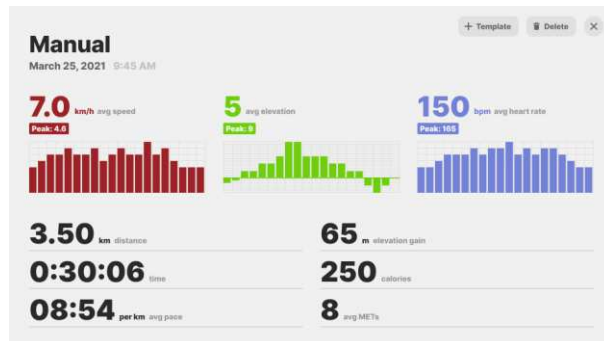 + Template Delete ×
Manual
March 25, 2021 9:45 AM
7.0 km/h avg speed
Peak: 4.6
5 avg elevation
Peak: 8
150 bpm avg heart rate
Peak: 165
3.50 km distance
65 m elevation gain
0:30:06 time
250 calories
08:54 per km avg pace
8 avg METs